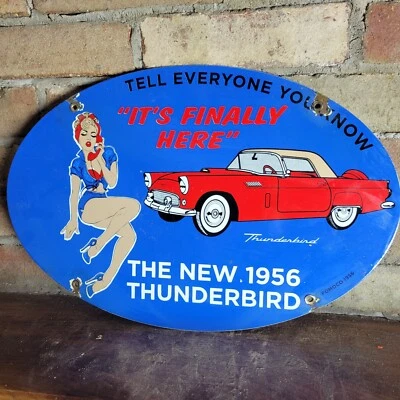 TELL EVERYONE YOU KNOW
"IT'S FINALLY
HERE"
Thunderbird
THE NEW 1956
THUNDERBIRD